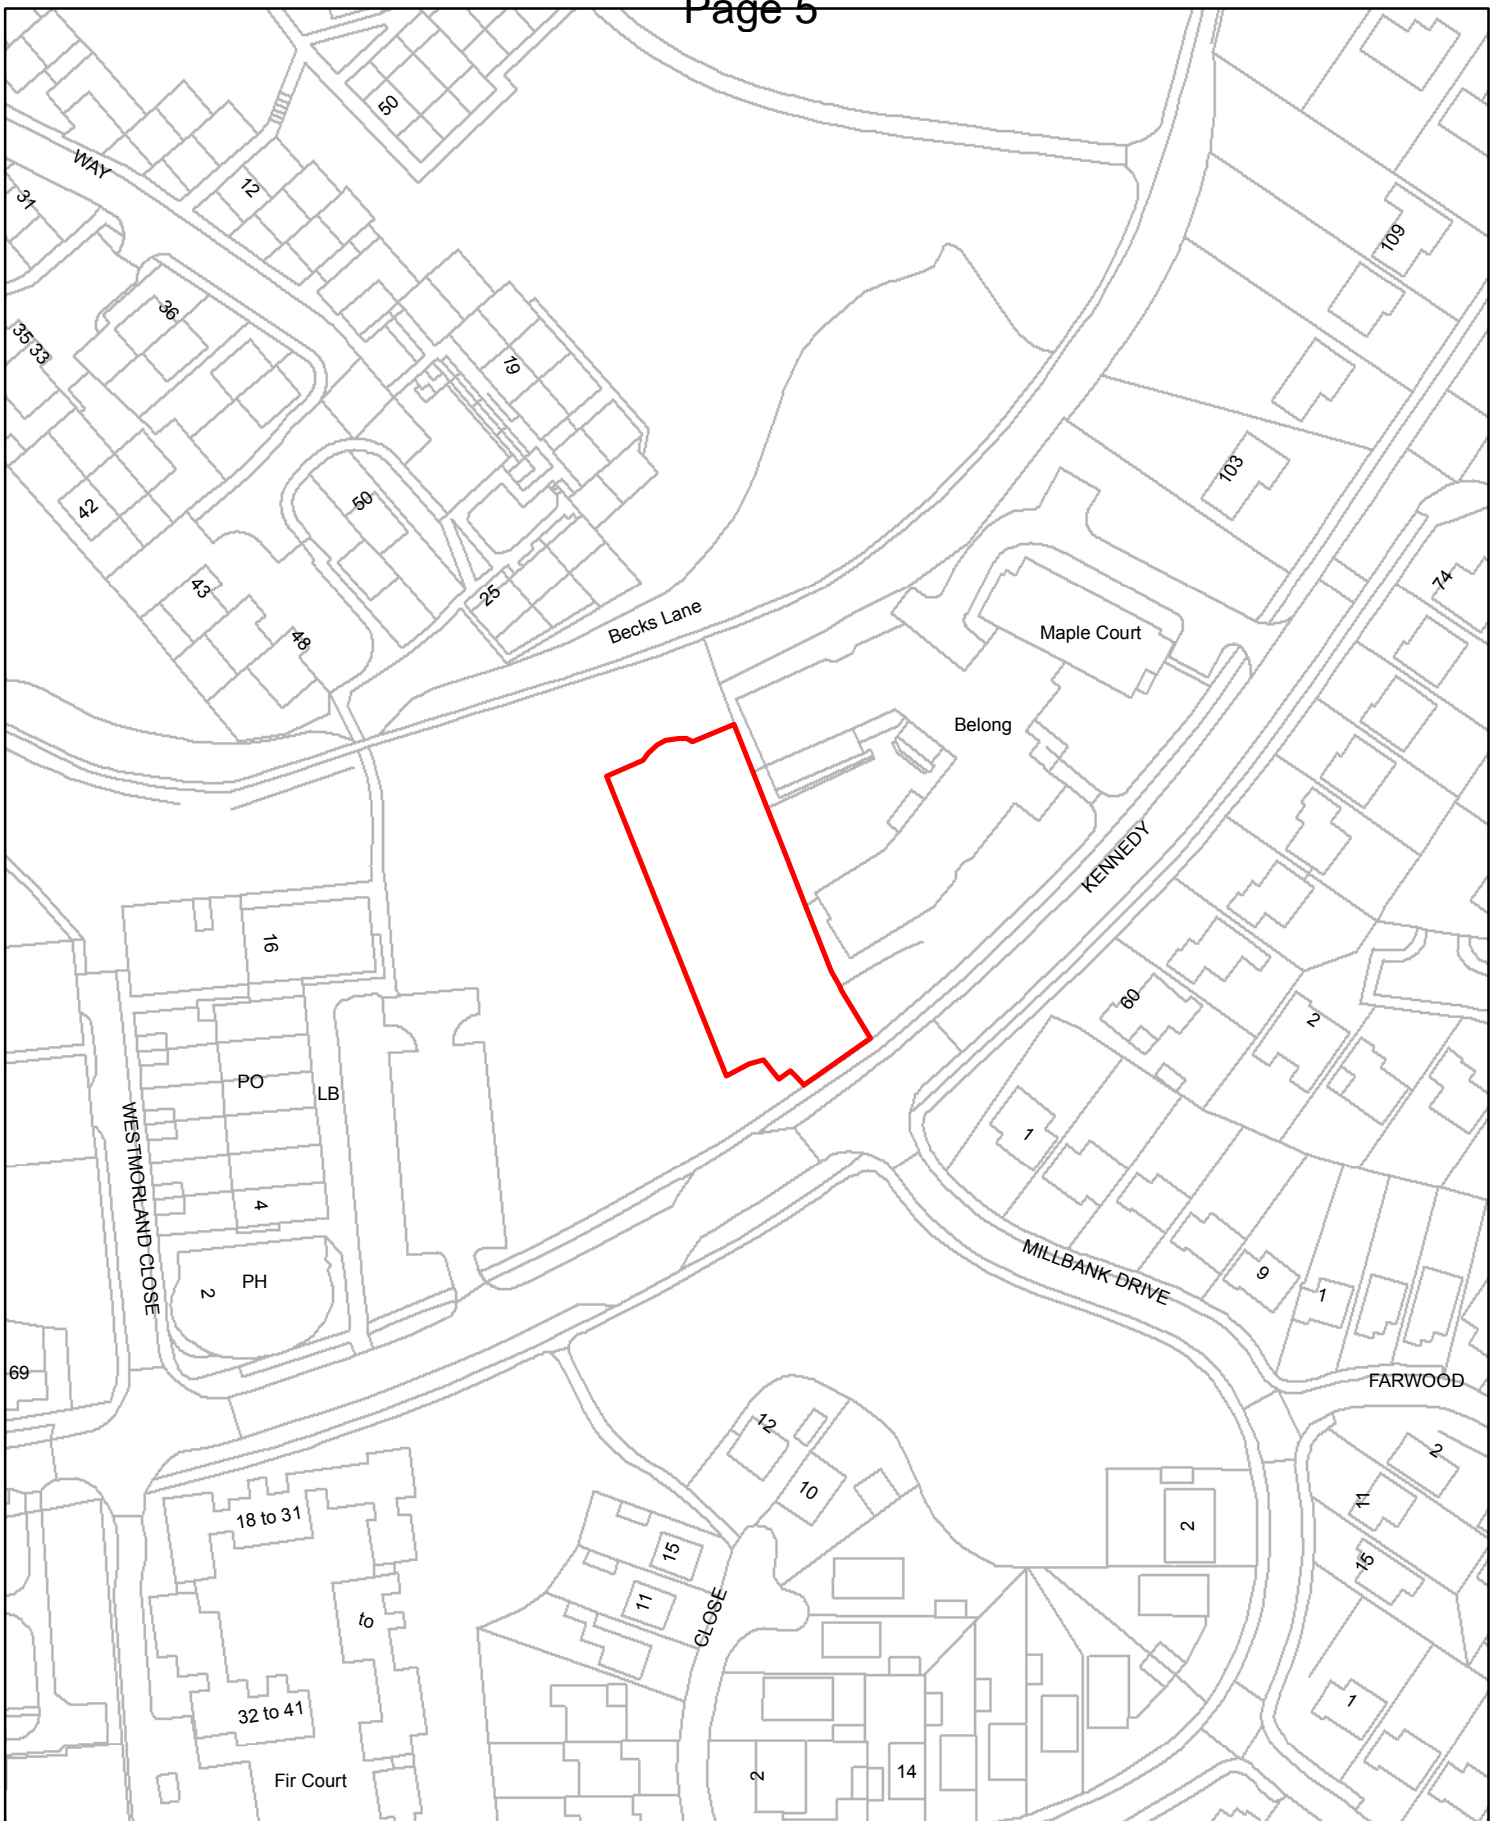 Page 5
50
WAY
12
31
109
36
35 33
19
103
42
50
74
43
25
48
Becks Lane
Maple Court
Belong
KENNEDY
16
60
2
PO
LB
1
WESTMORLAND CLOSE
4
MILLBANK DRIVE
9
PH
2
1
69
FARWOOD
12
2
10
11
18 to 31
2
15
15
11
CLOSE
to
1
32 to 41
14
2
Fir Court